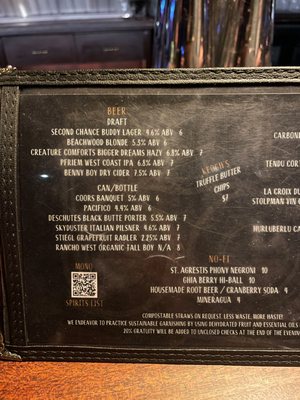 BEER
DRAFT
SECOND CHANCE BUDDY LAGER 4.6% ABV 6
BEACHWOOD BLONDE 5.3% ABV 6
CREATURE COMFORTS BIGGER DREAMS HAZY 6.8% ABV 7
PFRIEM WEST COAST IPA 6.8% ABV 7
BENNY BOY DRY CIDER 7.5% ABV 7
CAN/BOTTLE
COORS BANQUET 5% ABV 6
PACIFICO 4.4% ABV 6
DESCHUTES BLACK BUTTE PORTER 5.5% ABV 7
SKYDUSTER ITALIAN PILSNER 4.6% ABV 7
STIEGL GRAPEFRUIT RADLER 2.25% ABV 7
RANCHO WEST ORGANIC TALL BOY N/A 8
KEOGH'S
TRUFFLE BUTTER
CHIPS
$7
CARBON
TENDU CORT
LA CROIX DU
STOLPMAN VIN
HURLUBERLU CA
MONO
SPIRITS LIST
NO-FI
ST. AGRESTIS PHONY NEGRONI 10
GHIA BERRY HI-BALL 10
HOUSEMADE ROOT BEER / CRANBERRY SODA 9
MINERAGUA 4
COMPOSTABLE STRAWS ON REQUEST. LESS WASTE, MORE HASTE!
WE ENDEAVOR TO PRACTICE SUSTAINABLE GARNISHING BY USING DEHYDRATED FRUIT AND ESSENTIAL OILS
20% GRATUITY WILL BE ADDED TO UNCLOSED CHECKS AT THE END OF THE EVENIN